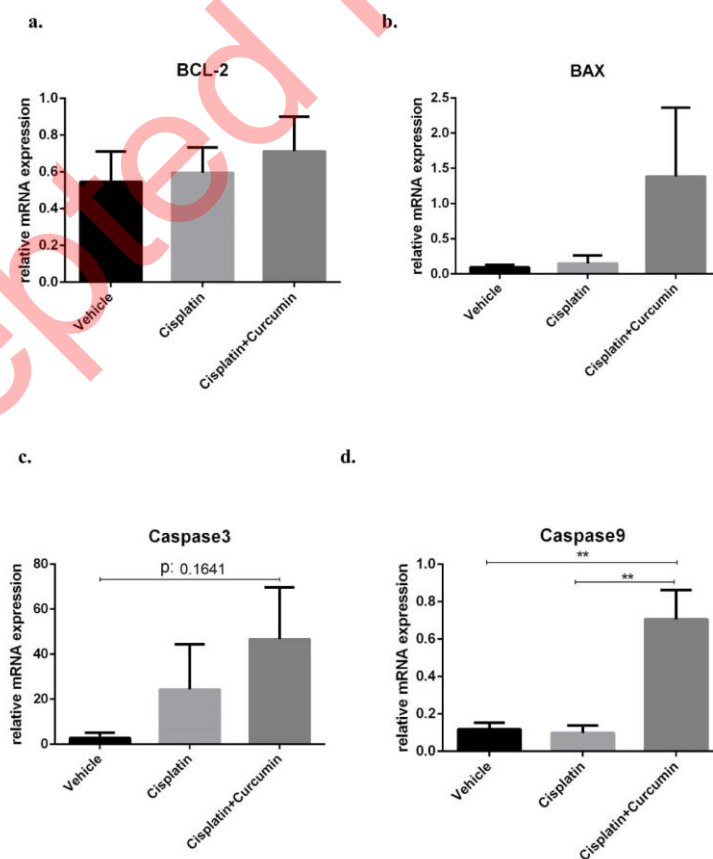 a.
b.
BCL-2
BAX
relative mRNA expression
1.0
0.8
0.6
0.4
0.2
0.0
Vehicle
Cisplatin
Cisplatin+Curcumin
relative mRNA expression
2.5
2.0
1.5
1.0
0.5
0.0
Vehicle
Cisplatin
Cisplatin+Curcumin
c.
d.
Caspase3
Caspase9
relative mRNA expression
80
60
40
20
0
p: 0.1641
Vehicle
Cisplatin
Cisplatin+Curcumin
relative mRNA expression
1.0
0.8
0.6
0.4
0.2
0.0
**
**
Vehicle
Cisplatin
Cisplatin+Curcumin
epted